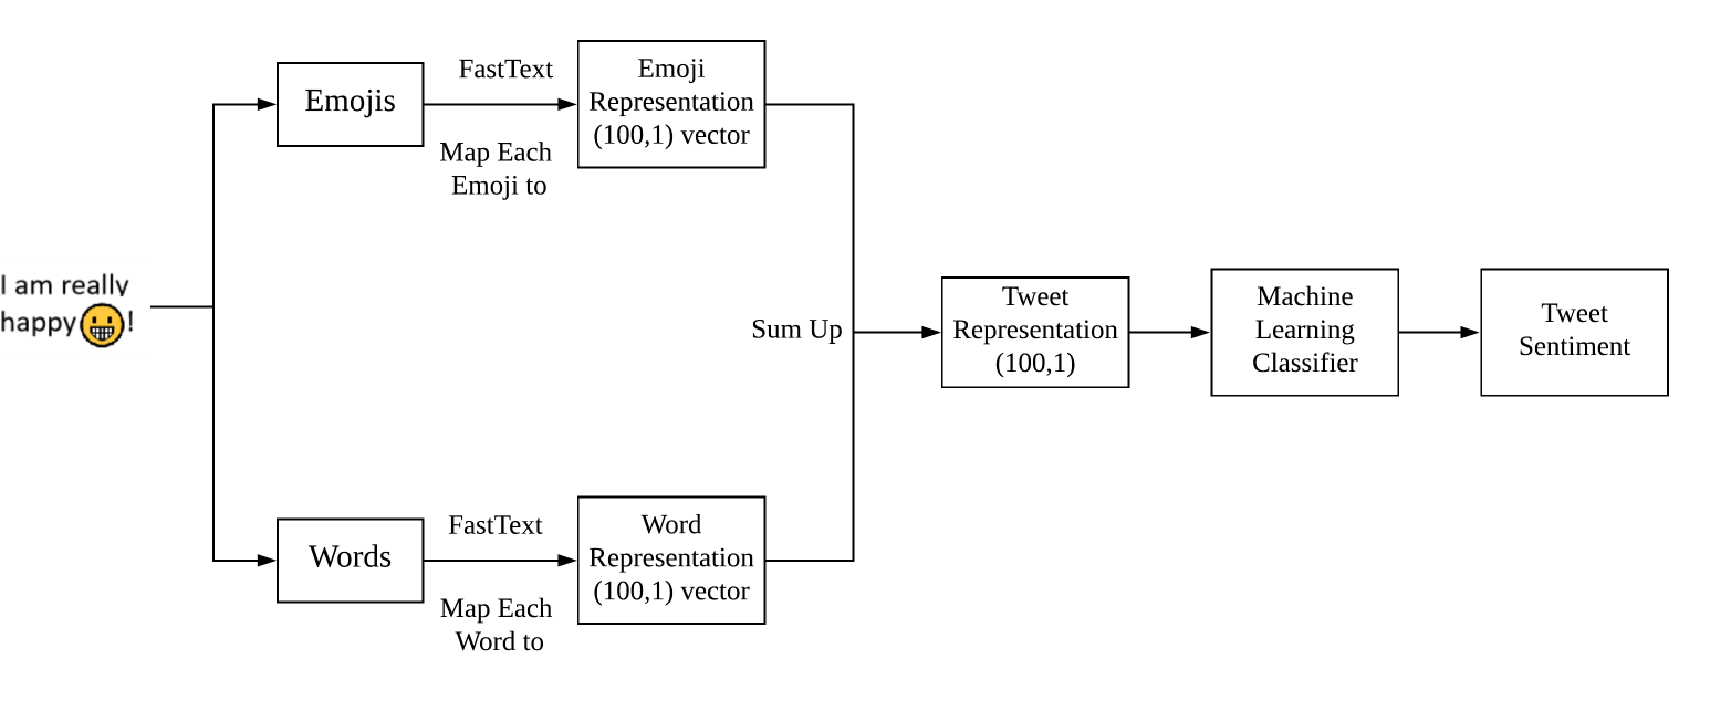 I am really
happy😀!
Emojis
FastText
Map Each
Emoji to
Emoji
Representation
(100,1) vector
Words
FastText
Map Each
Word to
Word
Representation
(100,1) vector
Sum Up
Tweet
Representation
(100,1)
Machine
Learning
Classifier
Tweet
Sentiment